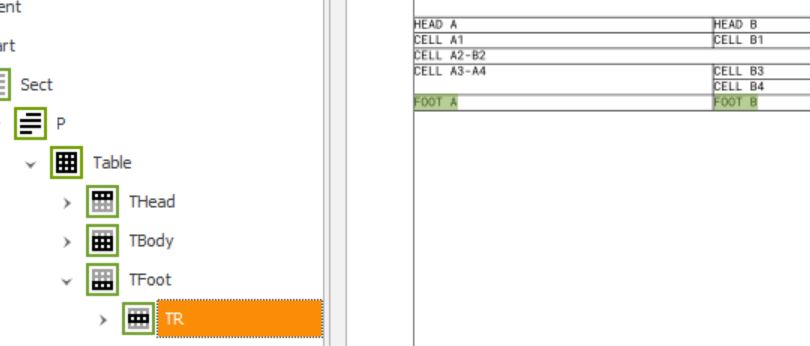 ent
art
Sect
P
Table
THead
TBody
TFoot
TR
HEAD A HEAD B
CELL A1 CELL B1
CELL A2-B2
CELL A3-A4 CELL B3
CELL B4
FOOT A FOOT B